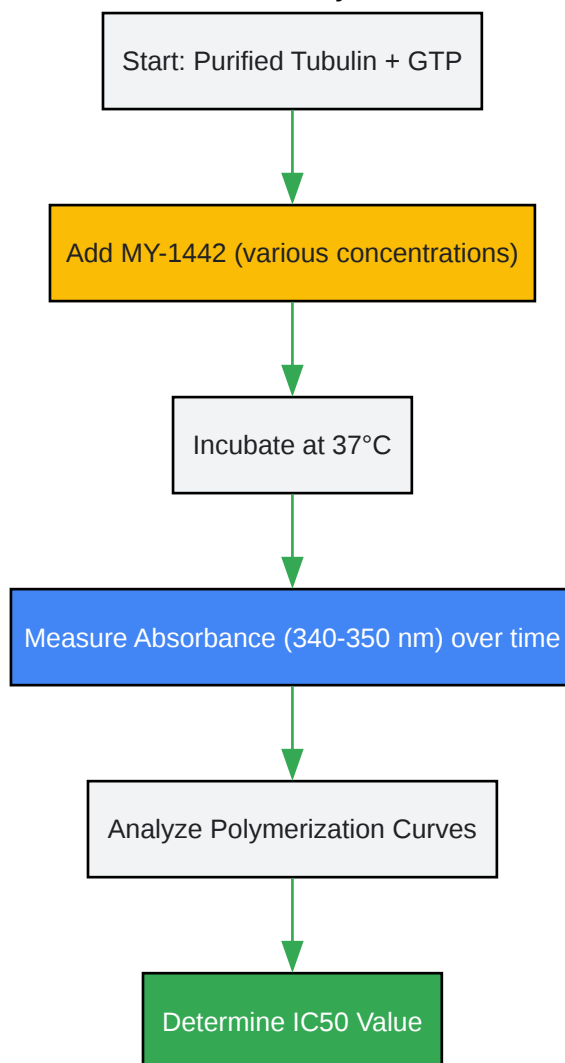 Start: Purified Tubulin + GTP
Add MY-1442 (various concentrations)
Incubate at 37°C
Measure Absorbance (340-350 nm) over time
Analyze Polymerization Curves
Determine IC50 Value